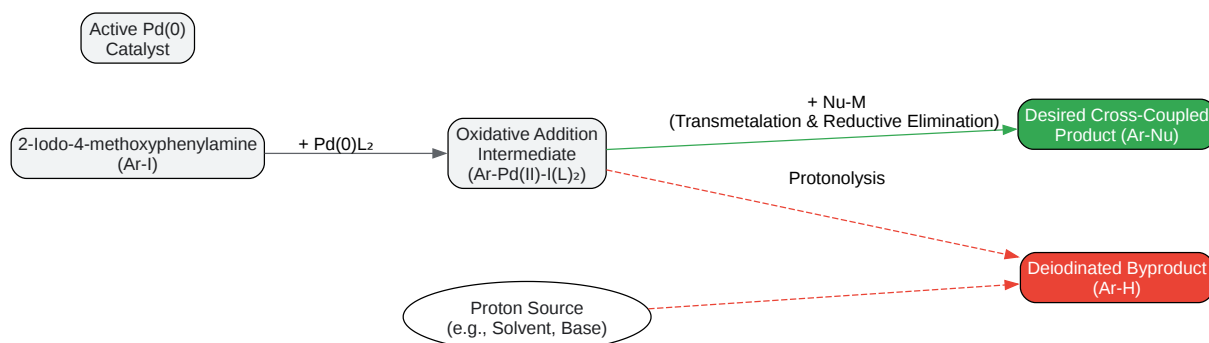 Active Pd(0)
Catalyst
2-Iodo-4-methoxyphenylamine
(Ar-I)
+ Pd(0)L₂
Oxidative Addition
Intermediate
(Ar-Pd(II)-I(L)₂)
+ Nu-M
(Transmetalation & Reductive Elimination)
Desired Cross-Coupled
Product (Ar-Nu)
Protonolysis
Deiodinated Byproduct
(Ar-H)
Proton Source
(e.g., Solvent, Base)